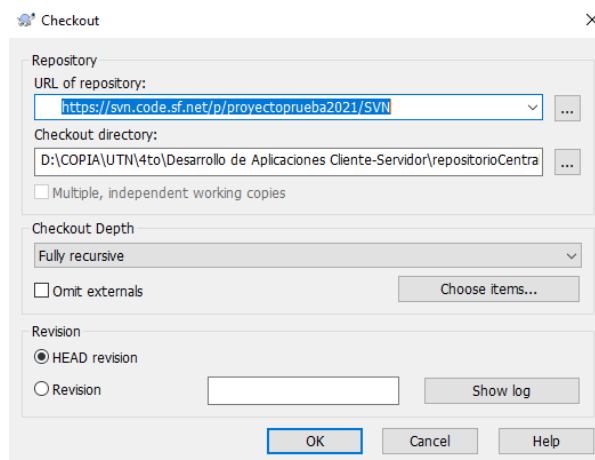 Checkout
Repository
URL of repository:
https://svn.code.sf.net/p/proyectoprueba2021/SVN
...
Checkout directory:
D:\COPIA\UTN\4to\Desarrollo de Aplicaciones Cliente-Servidor\repositorioCentra
...
Multiple, independent working copies
Checkout Depth
Fully recursive
Omit externals
Choose items...
Revision
HEAD revision
Revision
Show log
OK Cancel Help